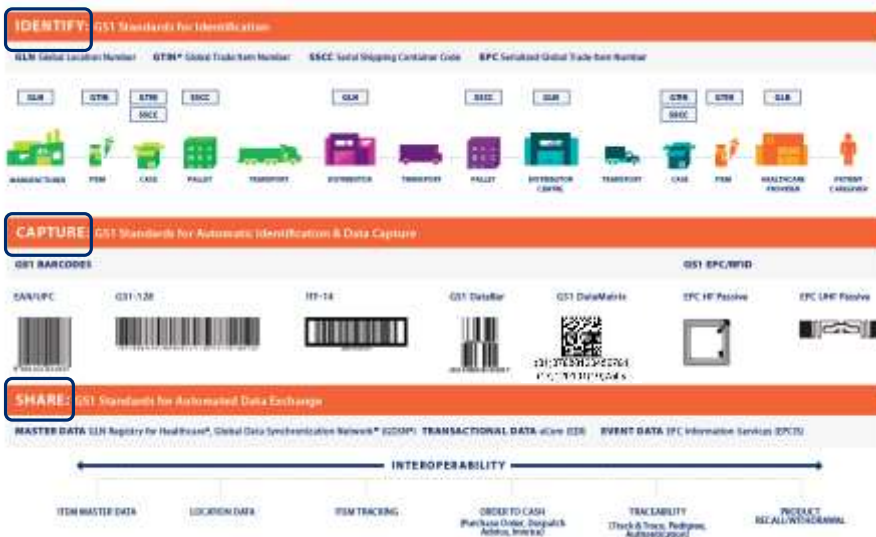 IDENTIFY: GS1 Standards for Identification
GLN Global Location Number GTIN® Global Trade Item Number SSCC Serial Shipping Container Code EPC Serialized Global Trade Item Number
GLN GTIN GTIN SSCC GLN SSCC GLN GTIN GTIN GLN
SSCC SSCC
MANUFACTURER ITEM CASE PALLET TRANSPORT DISTRIBUTOR TRANSPORT PALLET DISTRIBUTOR CENTRE TRANSPORT CASE ITEM HEALTHCARE PROVIDER PATIENT CAREGIVER
CAPTURE: GS1 Standards for Automatic Identification & Data Capture
GS1 BARCODES GS1 EPC/RFID
EAN/UPC GS1-128 ITF-14 GS1 DataBar GS1 DataMatrix EPC HF Passive EPC UHF Passive
SHARE: GS1 Standards for Automated Data Exchange
MASTER DATA GLN Registry for Healthcare®, Global Data Synchronization Network® (GDSN®) TRANSACTIONAL DATA eCom (EDI) EVENT DATA EPC Information Services (EPCIS)
INTEROPERABILITY
ITEM MASTER DATA LOCATION DATA ITEM TRACKING ORDER TO CASH TRACEABILITY PRODUCT
(Purchase Order, Despatch (Track & Trace, Pedigree, RECALL/WITHDRAWAL
Advice, Invoice) Authentication)